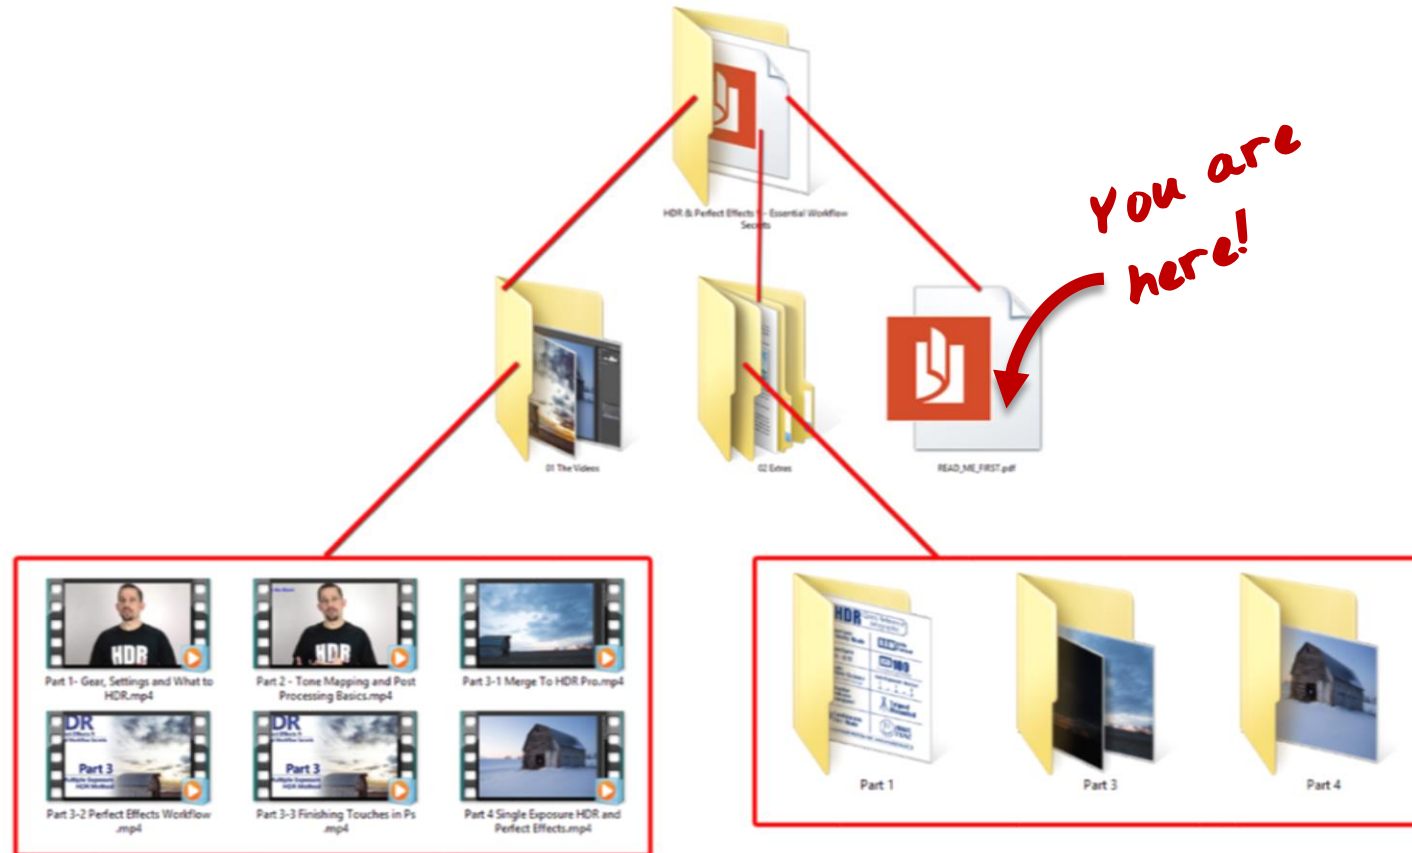 HDR & Perfect Effects 9 - Essential Workflow
Secrets
You are
here!
01 The Videos
02 Extras
READ_ME_FIRST.pdf
HDR
HDR
Part 1- Gear, Settings and What to
HDR.mp4
Part 2 - Tone Mapping and Post
Processing Basics.mp4
Part 3-1 Merge To HDR Pro.mp4
DR
Part 3
DR
Part 3
Part 3-2 Perfect Effects Workflow
.mp4
Part 3-3 Finishing Touches in Ps
.mp4
Part 4 Single Exposure HDR and
Perfect Effects.mp4
HDR
Part 1
Part 3
Part 4